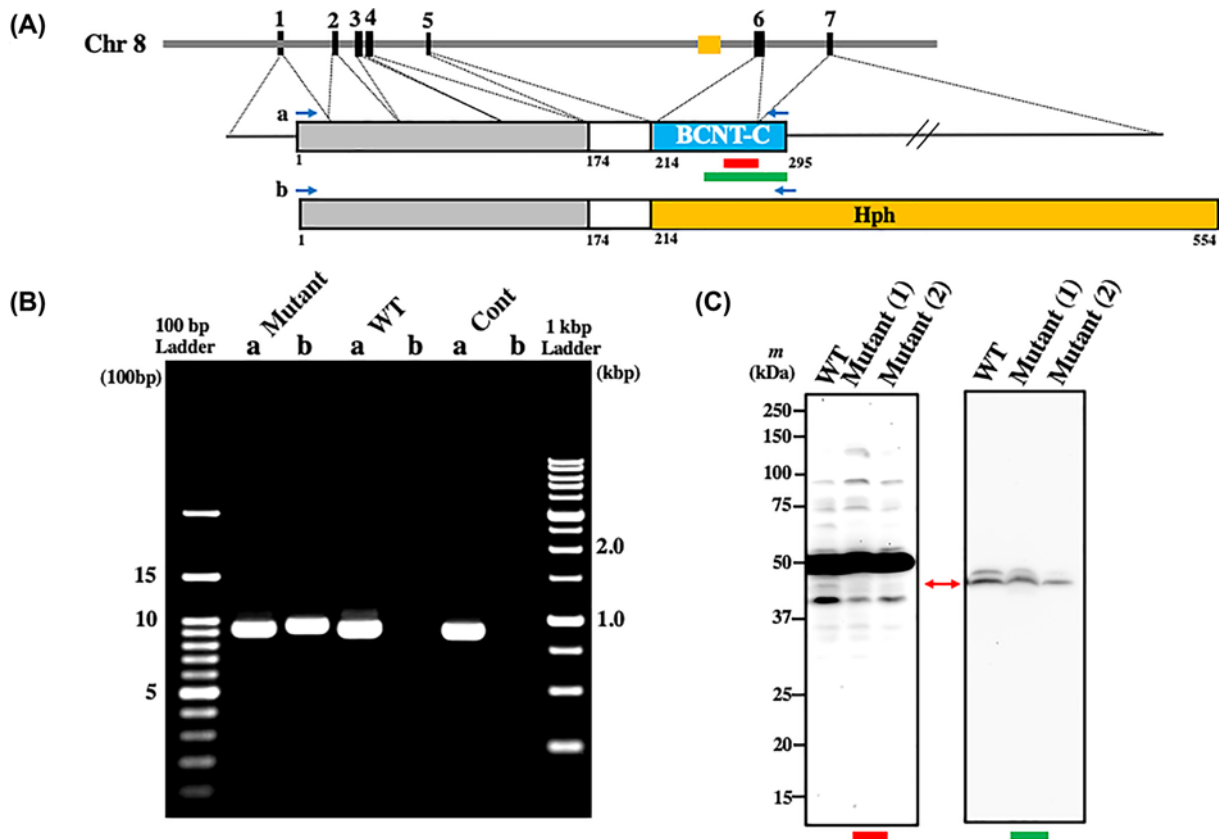 (A)
1 2 3 4 5 6 7
Chr 8
a
BCNT-C
1 174 214 295
b
Hph
1 174 214 554
(B)
Mutant WT Cont
100 bp Ladder
a b a b a b
1 kbp Ladder
(100bp)
(kbp)
15
10
5
2.0
1.0
(C)
m (kDa)
WT Mutant (1) Mutant (2)
WT Mutant (1) Mutant (2)
250
150
100
75
50
37
25
20
15